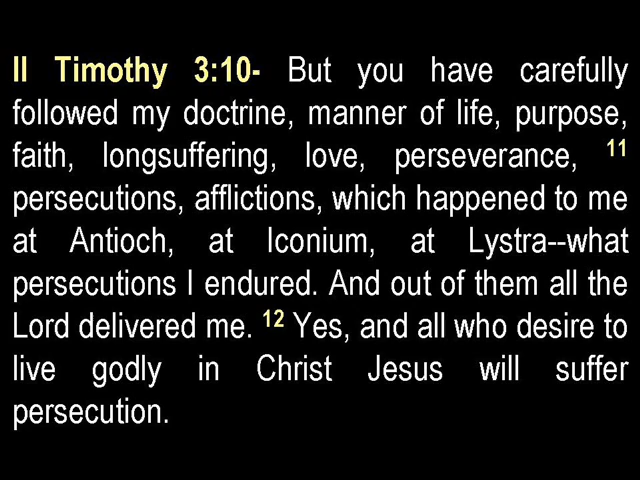 II Timothy 3:10- But you have carefully
followed my doctrine, manner of life, purpose,
faith, longsuffering, love, perseverance, 11
persecutions, afflictions, which happened to me
at Antioch, at Iconium, at Lystra--what
persecutions I endured. And out of them all the
Lord delivered me. 12 Yes, and all who desire to
live godly in Christ Jesus will suffer
persecution.